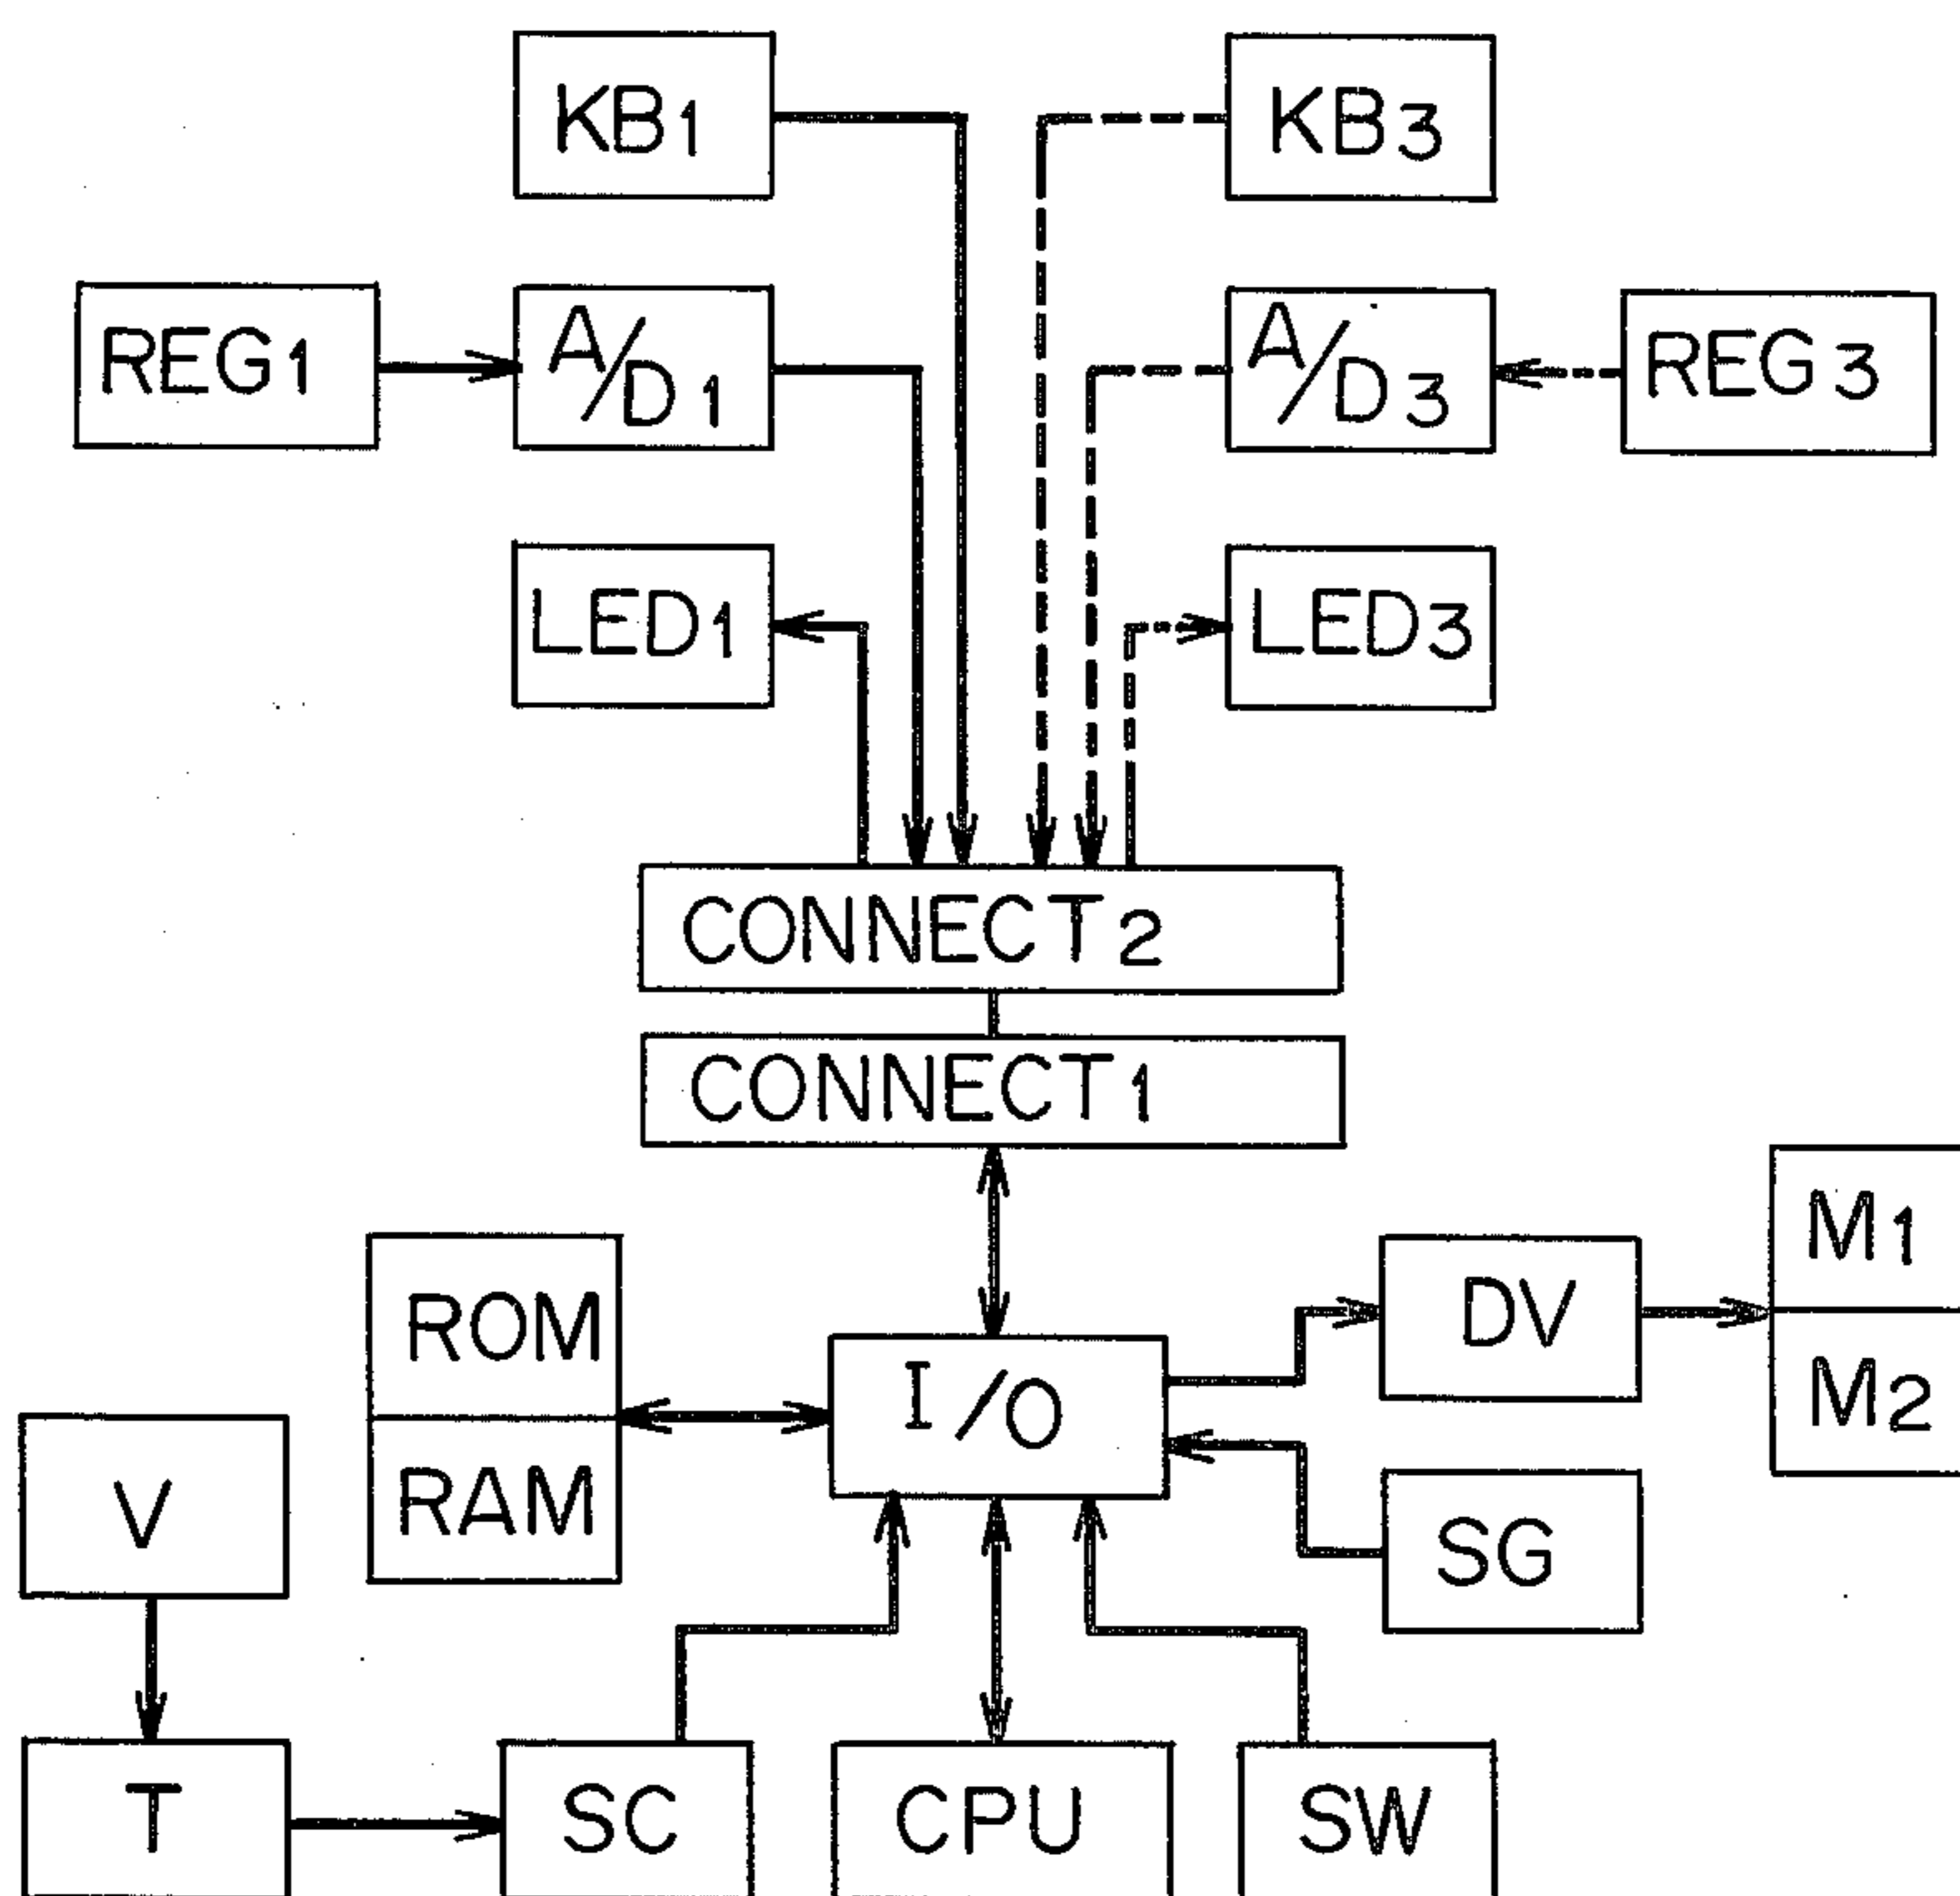 KB1
KB3
REG1
A/D1
A/D3
REG3
LED1
LED3
CONNECT2
CONNECT1
M1
ROM
DV
I/O
M2
RAM
V
SG
T
SC
CPU
SW